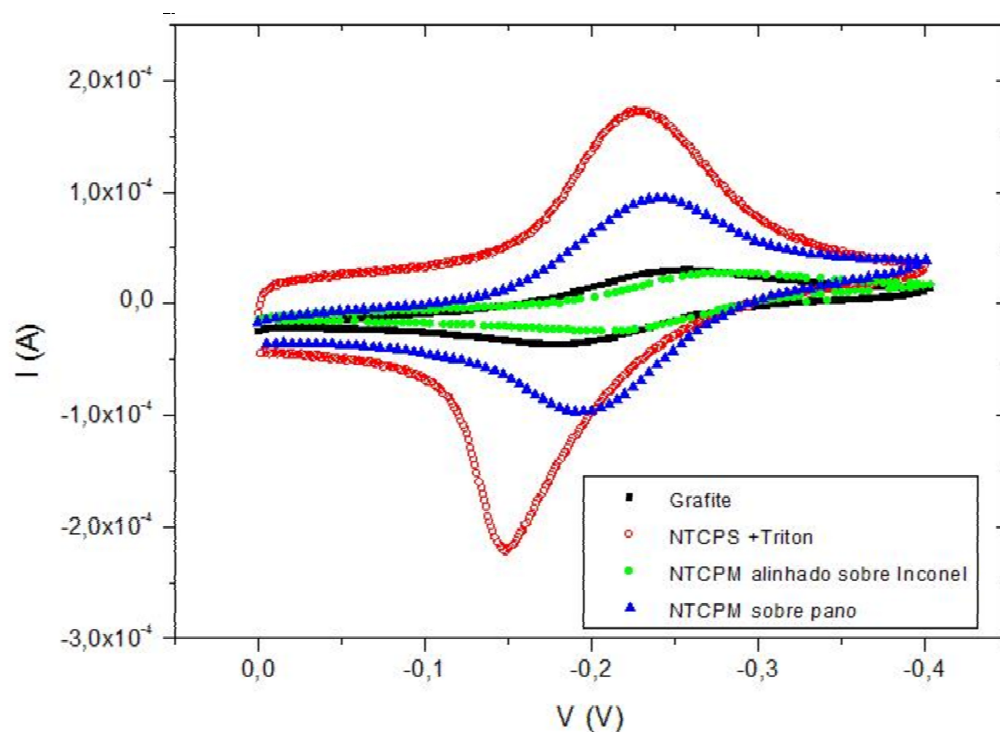 2,0x10⁻⁴
1,0x10⁻⁴
0,0
-1,0x10⁻⁴
-2,0x10⁻⁴
-3,0x10⁻⁴
I (A)
Grafite
NTCPS +Triton
NTCPM alinhado sobre Inconel
NTCPM sobre pano
0,0 -0,1 -0,2 -0,3 -0,4
V (V)